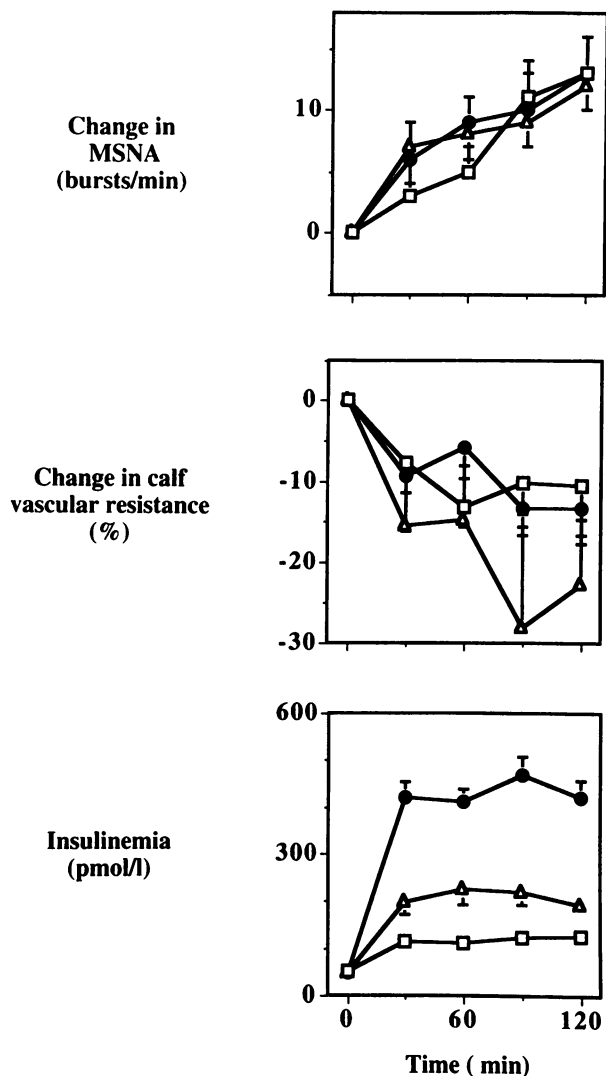 Change in
MSNA
(bursts/min)
10
0
Change in calf
vascular resistance
(%)
0
-10
-20
-30
Insulinemia
(pmol/l)
600
300
0
0
60
120
Time ( min)